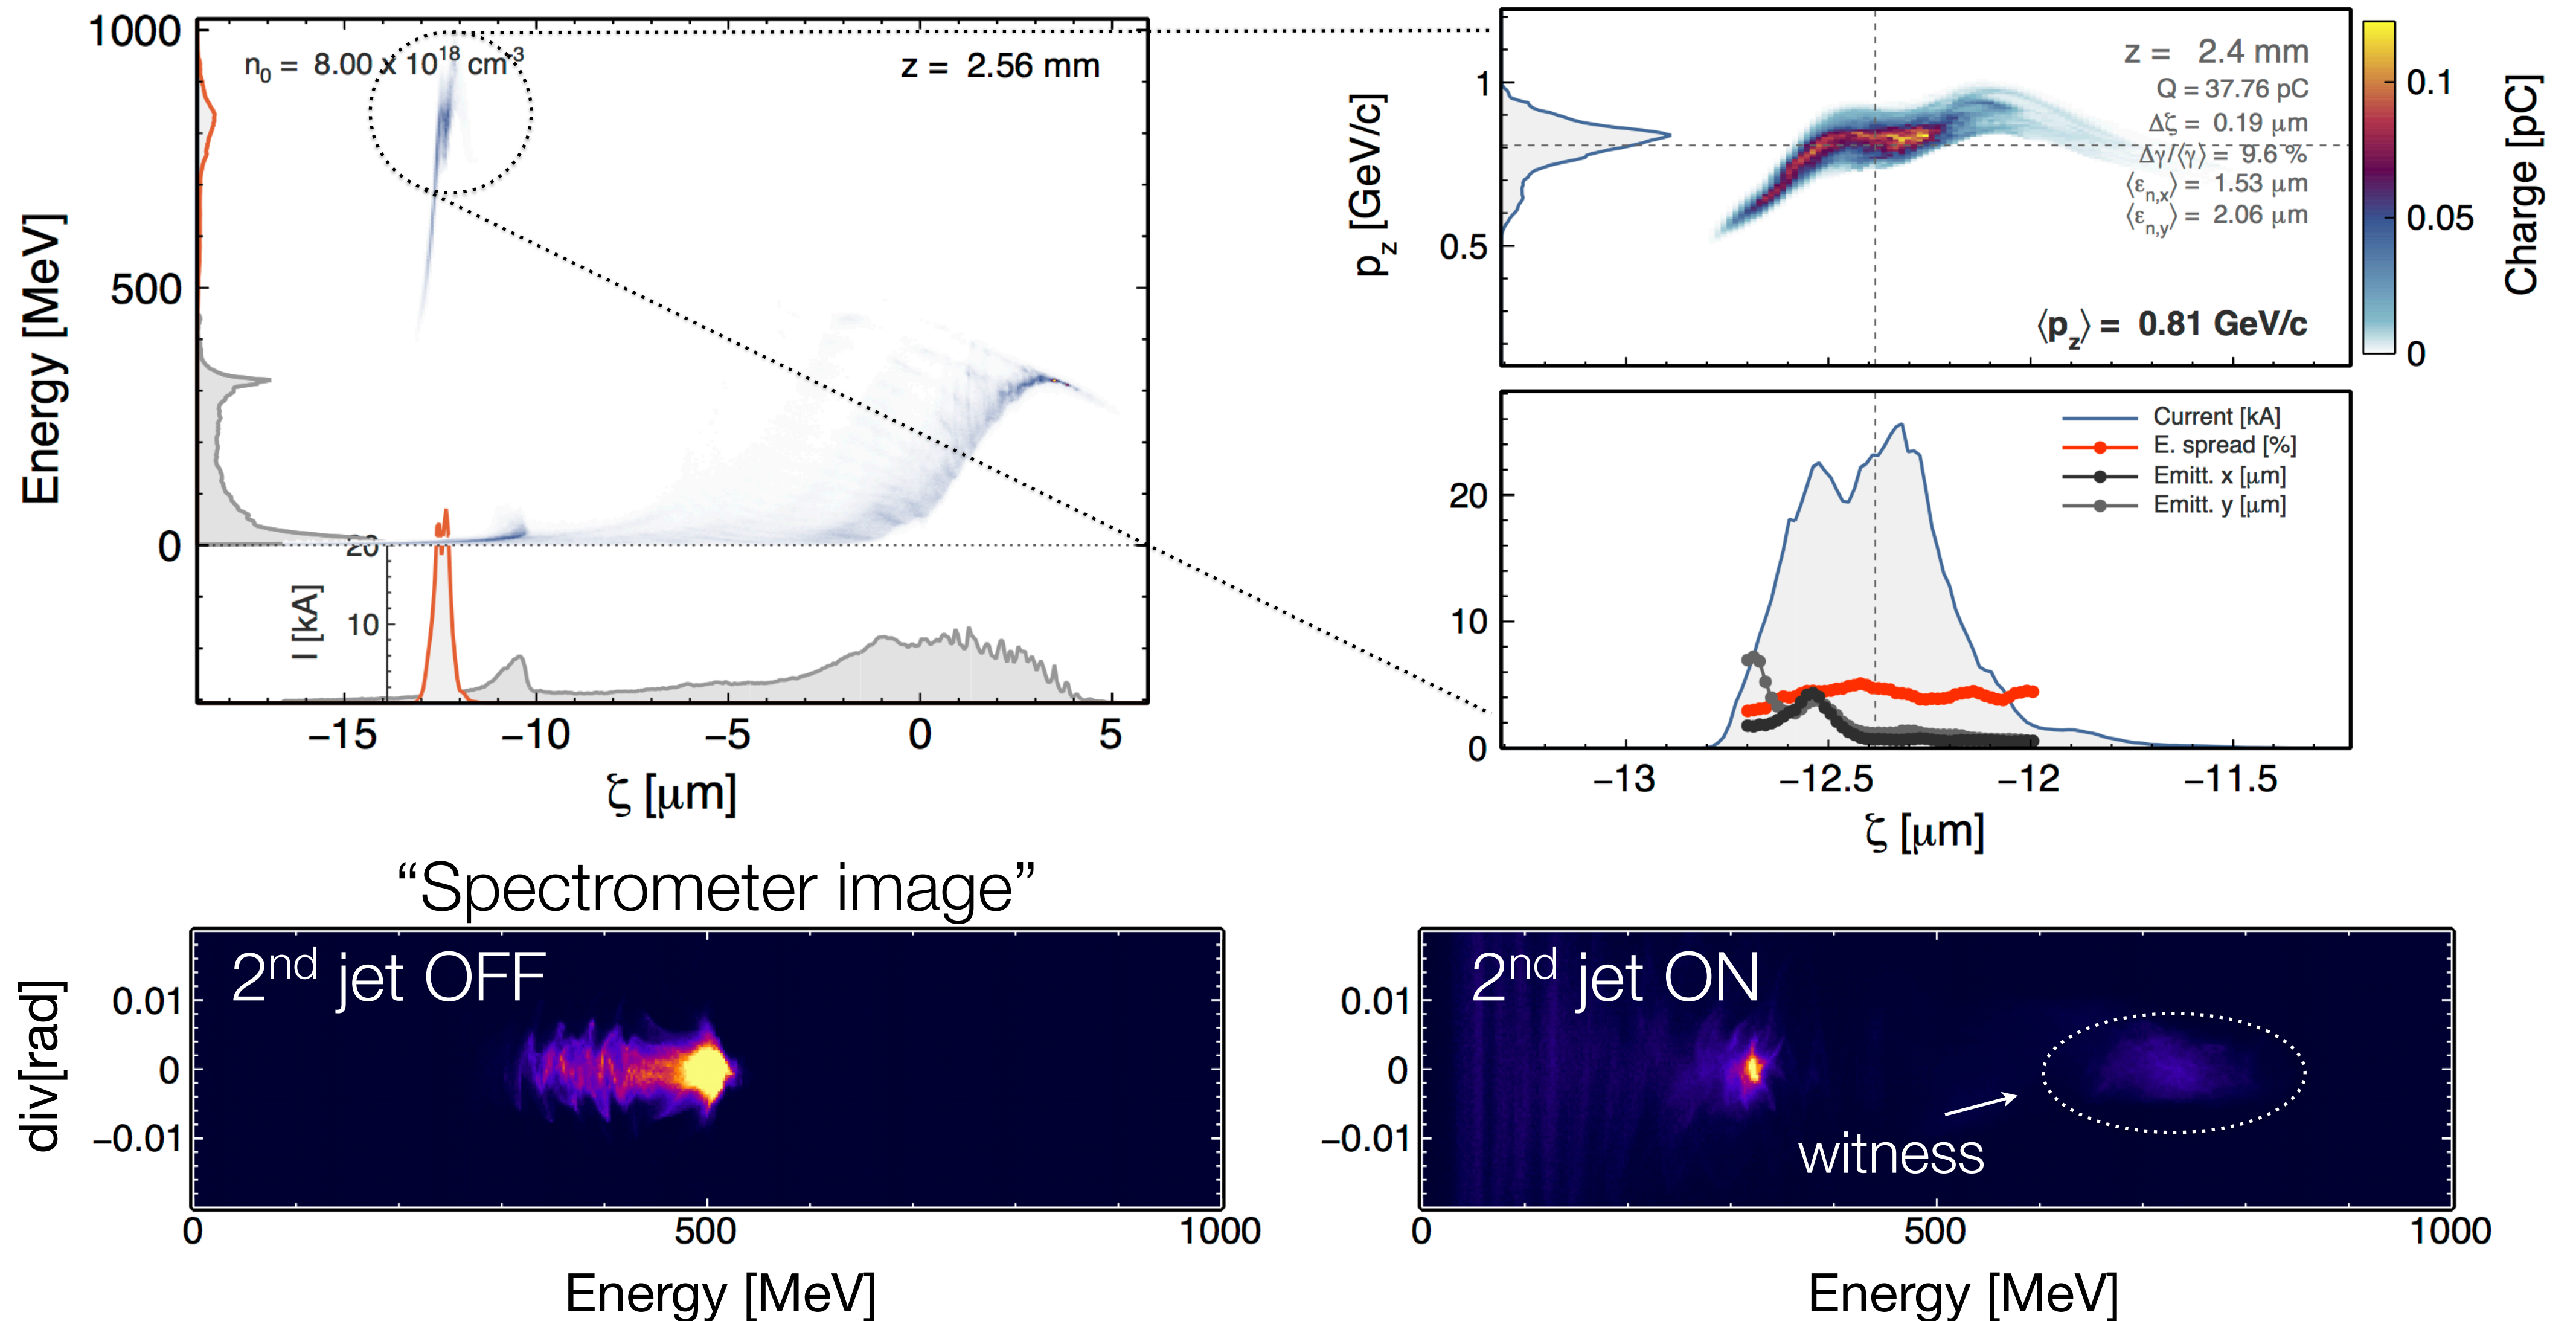 1000
500
0
Energy [MeV]
n0 = 8.00 x 10^18 cm^-3
z = 2.56 mm
20
10
I [kA]
−15 −10 −5 0 5
ζ [μm]
1
0.5
pz [GeV/c]
z = 2.4 mm
Q = 37.76 pC
Δζ = 0.19 μm
Δγ/⟨γ⟩ = 9.6 %
⟨εn,x⟩ = 1.53 μm
⟨εn,y⟩ = 2.06 μm
⟨pz⟩ = 0.81 GeV/c
0.1
0.05
0
Charge [pC]
20
10
0
Current [kA]
E. spread [%]
Emitt. x [μm]
Emitt. y [μm]
−13 −12.5 −12 −11.5
ζ [μm]
“Spectrometer image”
2nd jet OFF
div[rad]
0.01
0
−0.01
0 500 1000
Energy [MeV]
2nd jet ON
witness
0.01
0
−0.01
0 500 1000
Energy [MeV]